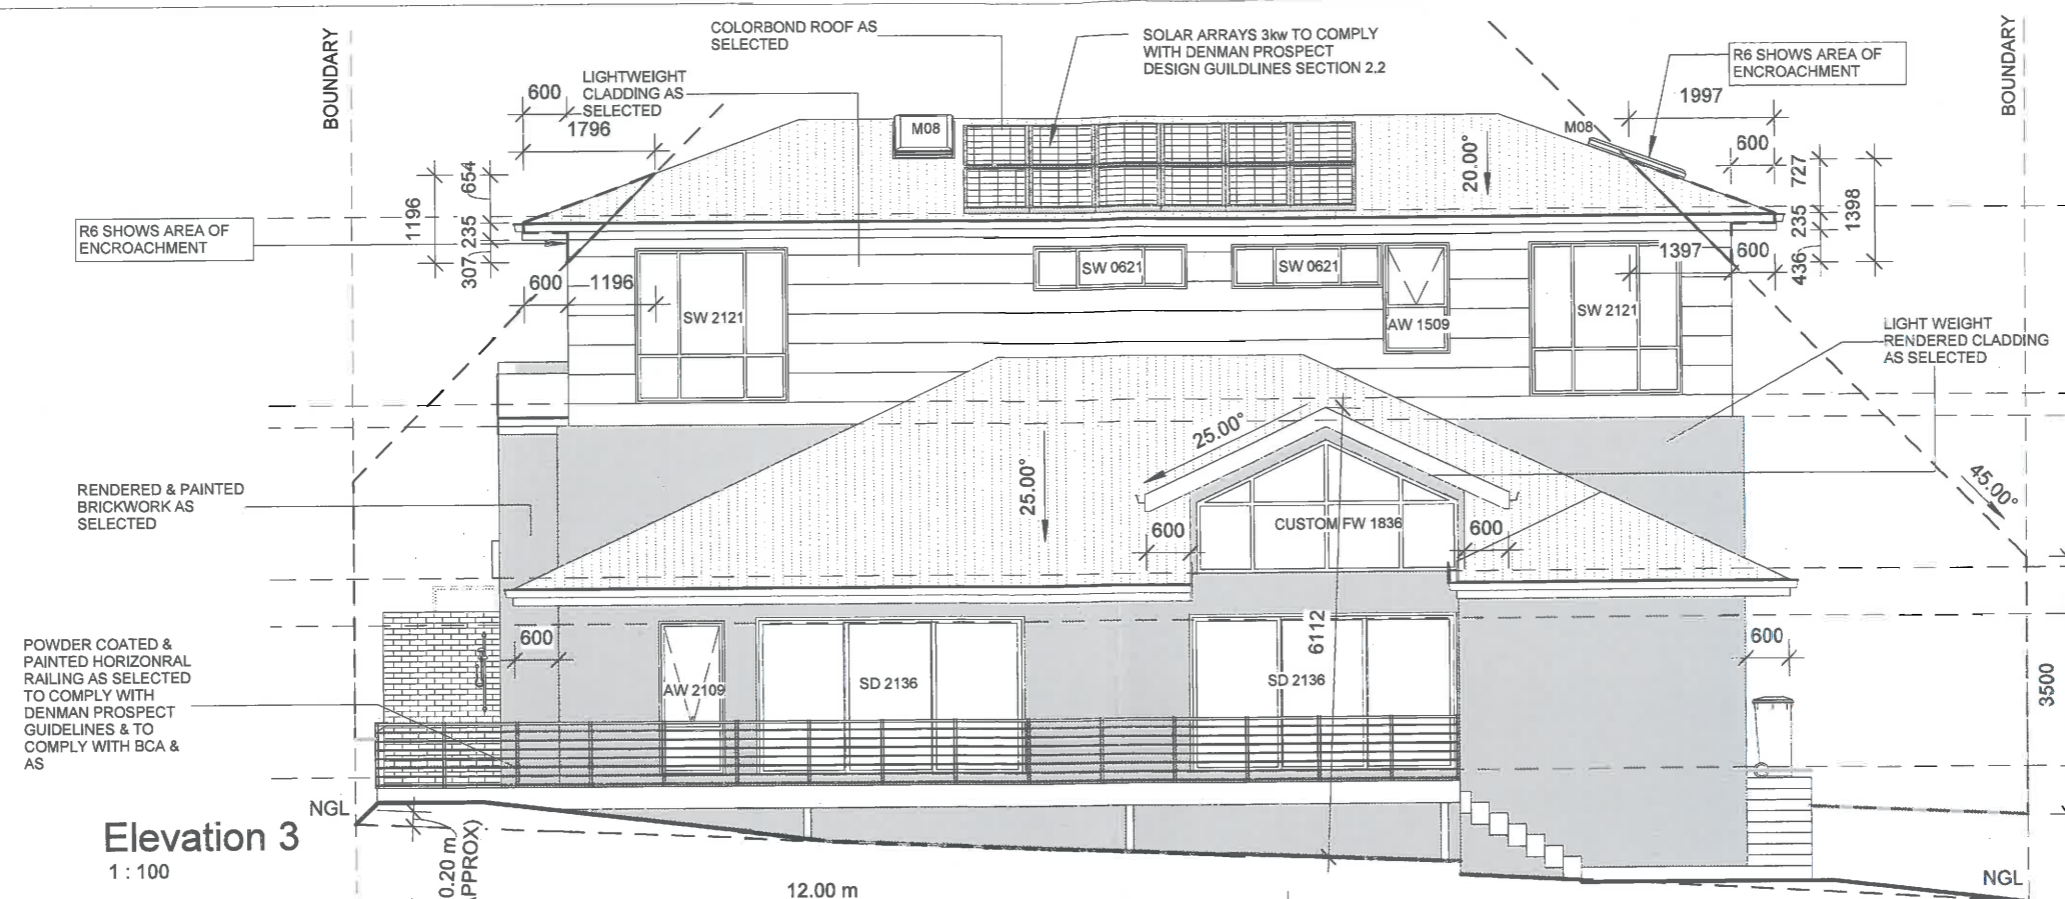 BOUNDARY
COLORBOND ROOF AS
SELECTED
SOLAR ARRAYS 3kw TO COMPLY
WITH DENMAN PROSPECT
DESIGN GUILDLINES SECTION 2.2
R6 SHOWS AREA OF
ENCROACHMENT
BOUNDARY
LIGHTWEIGHT
CLADDING AS
SELECTED
600
1796
M08
M08
1997
600
20.00°
727
235
436
1398
654
235
307
1196
R6 SHOWS AREA OF
ENCROACHMENT
600
1196
1397
600
SW 2121
SW 0621
SW 0621
AW 1509
SW 2121
LIGHT WEIGHT
RENDERED CLADDING
AS SELECTED
25.00°
25.00°
45.00°
RENDERED & PAINTED
BRICKWORK AS
SELECTED
600
CUSTOM FW 1836
600
6112
600
600
3500
POWDER COATED &
PAINTED HORIZONRAL
RAILING AS SELECTED
TO COMPLY WITH
DENMAN PROSPECT
GUIDELINES & TO
COMPLY WITH BCA &
AS
AW 2109
SD 2136
SD 2136
NGL
Elevation 3
1 : 100
0.20 m
APPROX)
12.00 m
NGL